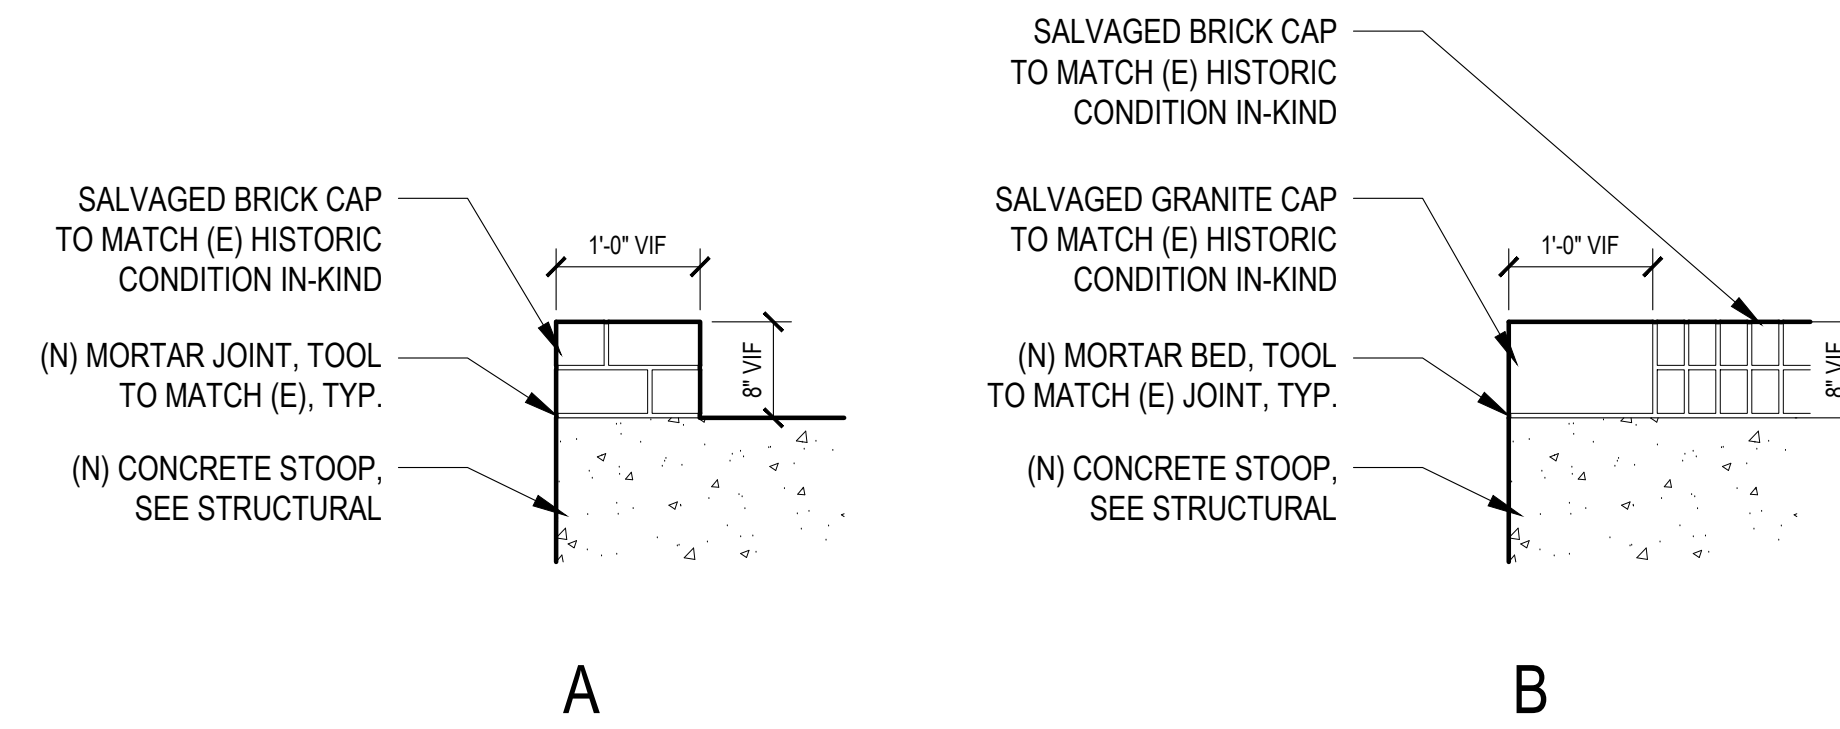 SALVAGED BRICK CAP
TO MATCH (E) HISTORIC
CONDITION IN-KIND
1'-0" VIF
8" VIF
(N) MORTAR JOINT, TOOL
TO MATCH (E), TYP.
(N) CONCRETE STOOP,
SEE STRUCTURAL
A
SALVAGED BRICK CAP
TO MATCH (E) HISTORIC
CONDITION IN-KIND
SALVAGED GRANITE CAP
TO MATCH (E) HISTORIC
CONDITION IN-KIND
1'-0" VIF
8" VIF
(N) MORTAR BED, TOOL
TO MATCH (E) JOINT, TYP.
(N) CONCRETE STOOP,
SEE STRUCTURAL
B